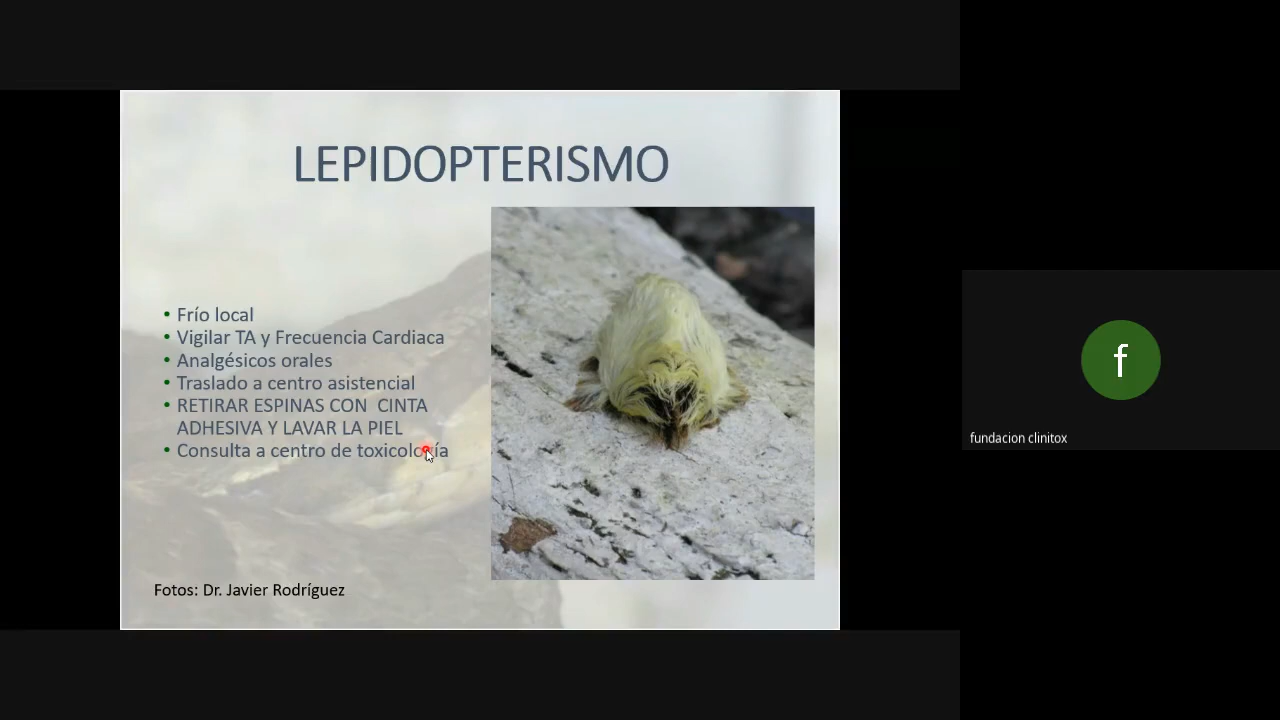 LEPIDOPTERISMO
• Frío local
• Vigilar TA y Frecuencia Cardiaca
• Analgésicos orales
• Traslado a centro asistencial
• RETIRAR ESPINAS CON CINTA
ADHESIVA Y LAVAR LA PIEL
• Consulta a centro de toxicología
Fotos: Dr. Javier Rodríguez
f
fundacion clinitox